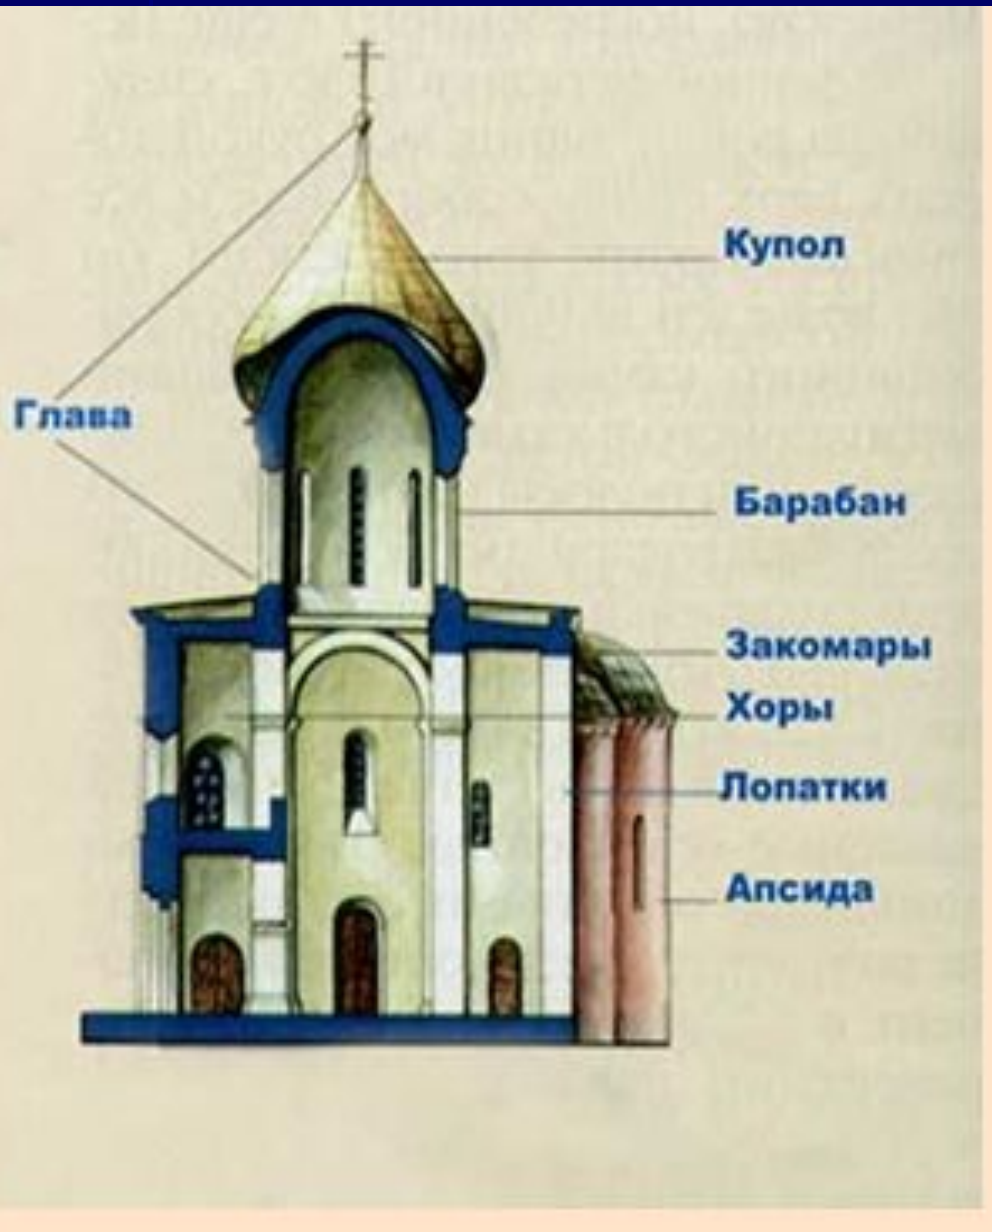 Купол
Глава
Барабан
Закомары
Хоры
Лопатки
Апсида